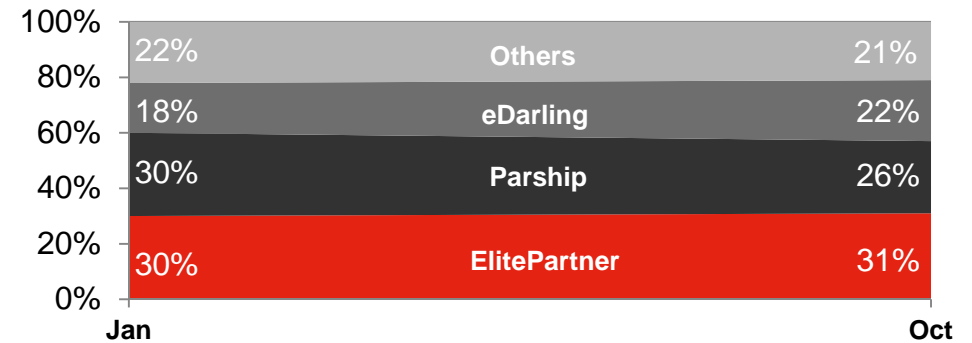 100%
22% Others 21%
80%
18% eDarling 22%
60%
30% Parship 26%
40%
20%
30% ElitePartner 31%
0%
Jan Oct